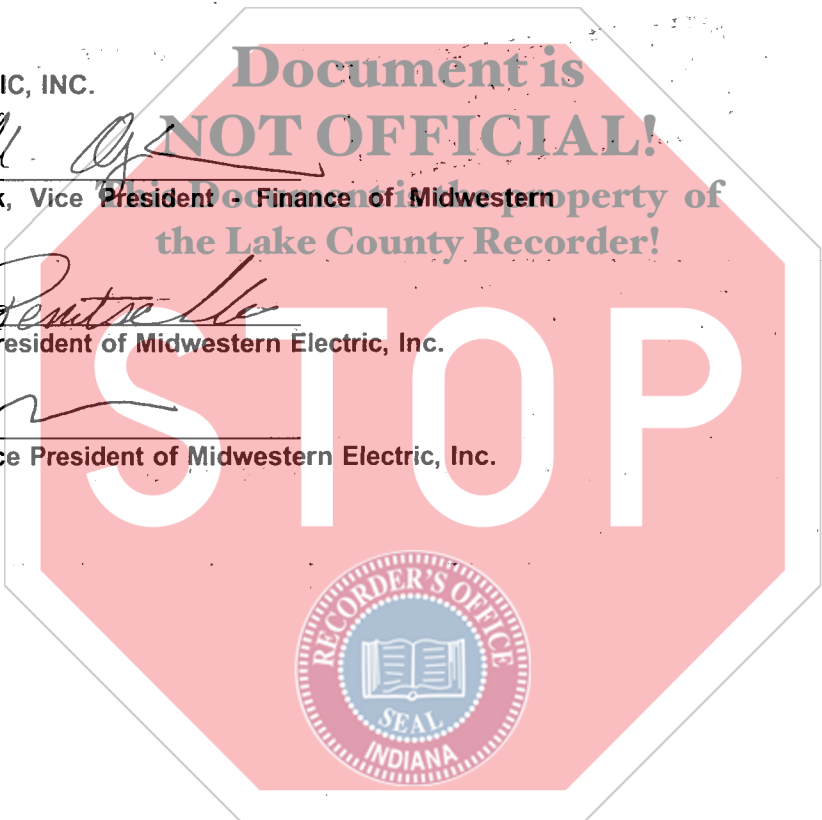 Document is
IC, INC.
NOT OFFICIAL!
This Document is the property of
k, Vice President - Finance of Midwestern
the Lake County Recorder!
resident of Midwestern Electric, Inc.
STOP
ce President of Midwestern Electric, Inc.
RECORDER'S OFFICE
SEAL
INDIANA